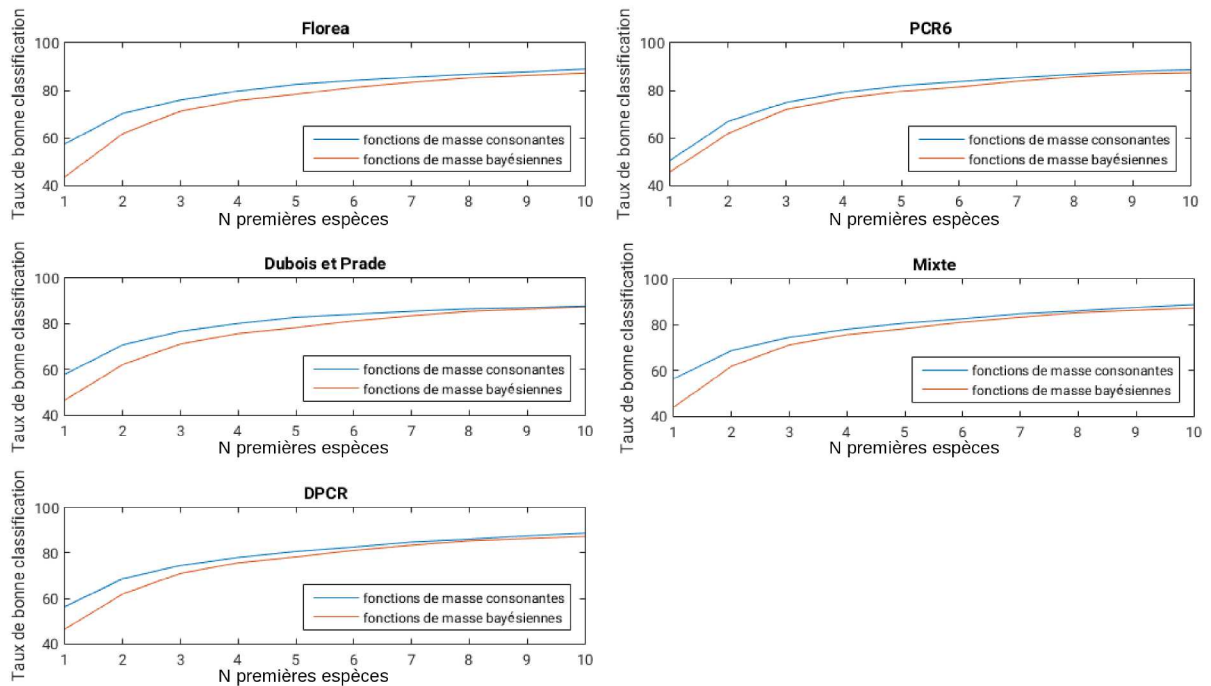 Florea
Taux de bonne classification
100
80
60
40
fonctions de masse consonantes
fonctions de masse bayésiennes
1 2 3 4 5 6 7 8 9 10
N premières espèces
PCR6
Taux de bonne classification
100
80
60
40
fonctions de masse consonantes
fonctions de masse bayésiennes
1 2 3 4 5 6 7 8 9 10
N premières espèces
Dubois et Prade
Taux de bonne classification
100
80
60
40
fonctions de masse consonantes
fonctions de masse bayésiennes
1 2 3 4 5 6 7 8 9 10
N premières espèces
Mixte
Taux de bonne classification
100
80
60
40
fonctions de masse consonantes
fonctions de masse bayésiennes
1 2 3 4 5 6 7 8 9 10
N premières espèces
DPCR
Taux de bonne classification
100
80
60
40
fonctions de masse consonantes
fonctions de masse bayésiennes
1 2 3 4 5 6 7 8 9 10
N premières espèces